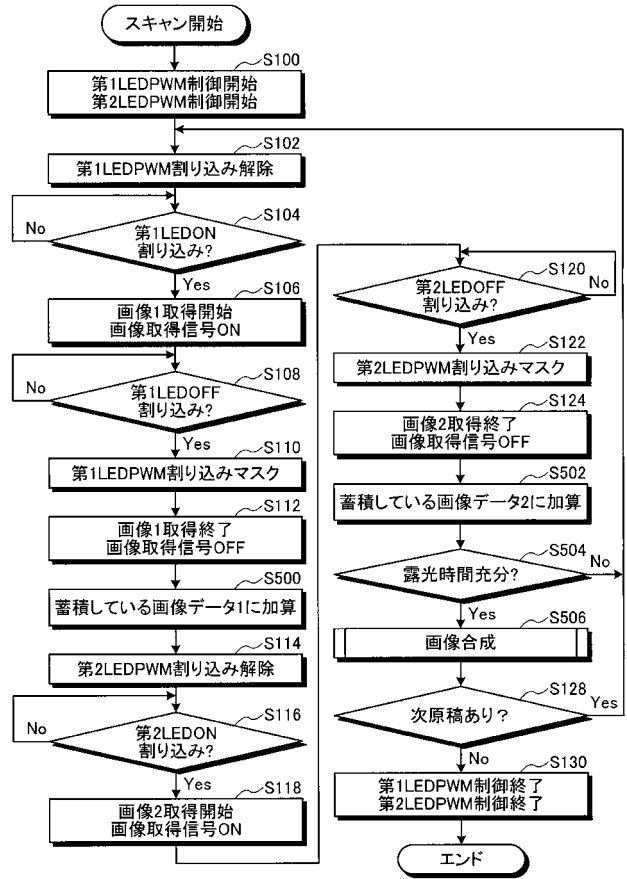 スキャン開始
S100
第1LEDPWM制御開始
第2LEDPWM制御開始
S102
第1LEDPWM割り込み解除
S104
第1LEDON
割り込み?
No
Yes
S106
画像1取得開始
画像取得信号ON
S108
第1LEDOFF
割り込み?
No
Yes
S110
第1LEDPWM割り込みマスク
S112
画像1取得終了
画像取得信号OFF
S500
蓄積している画像データ1に加算
S114
第2LEDPWM割り込み解除
S116
第2LEDON
割り込み?
No
Yes
S118
画像2取得開始
画像取得信号ON
S120
第2LEDOFF
割り込み?
No
Yes
S122
第2LEDPWM割り込みマスク
S124
画像2取得終了
画像取得信号OFF
S502
蓄積している画像データ2に加算
S504
露光時間充分?
No
Yes
S506
画像合成
S128
次原稿あり?
Yes
No
S130
第1LEDPWM制御終了
第2LEDPWM制御終了
エンド